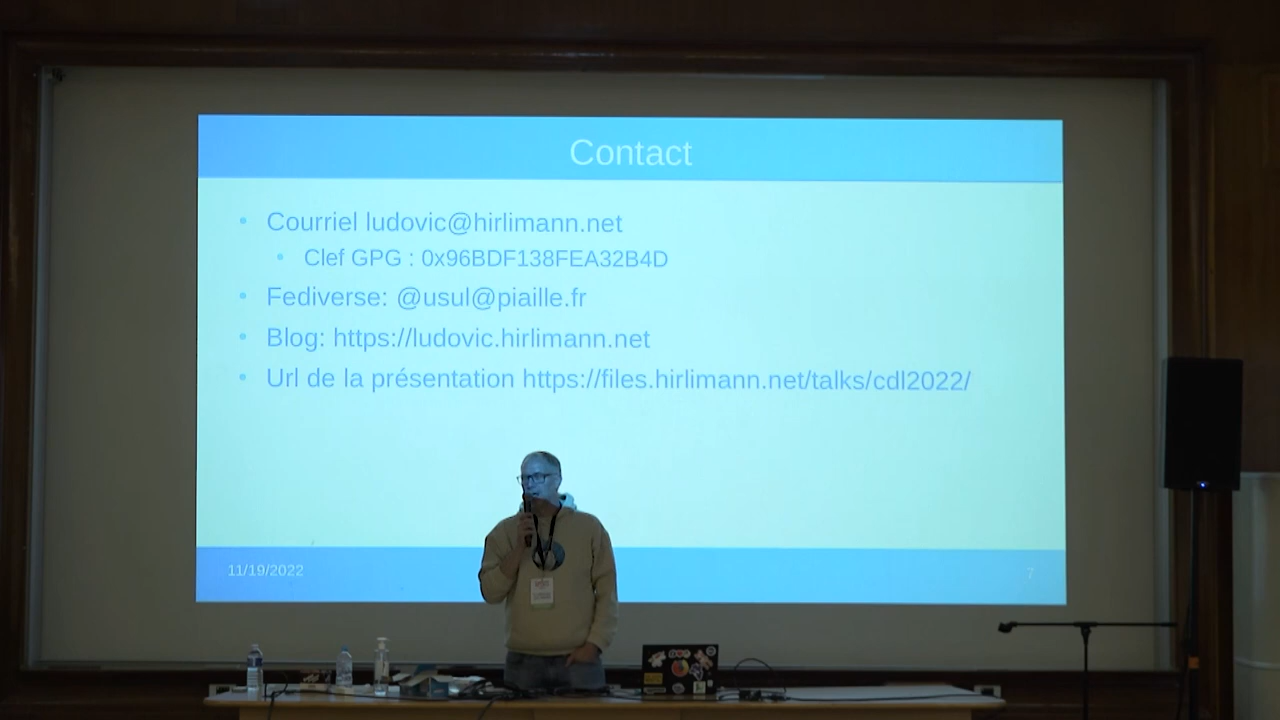 Contact
Courriel ludovic@hirlimann.net
Clef GPG : 0x96BDF138FEA32B4D
Fediverse: @usul@piaille.fr
Blog: https://ludovic.hirlimann.net
Url de la présentation https://files.hirlimann.net/talks/cdl2022/
11/19/2022
7